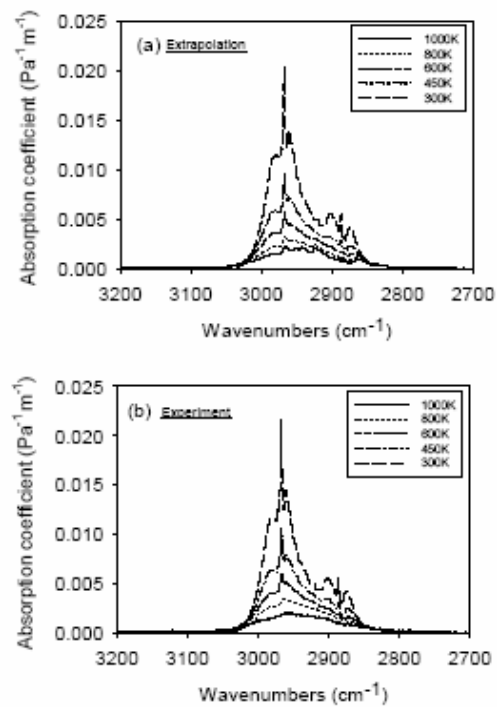 (a) Extrapolation
1000K
800K
600K
450K
300K
0.025
0.020
0.015
0.010
0.005
0.000
3200 3100 3000 2900 2800 2700
Absorption coefficient (Pa⁻¹m⁻¹)
Wavenumbers (cm⁻¹)
(b) Experiment
1000K
800K
600K
450K
300K
0.025
0.020
0.015
0.010
0.005
0.000
3200 3100 3000 2900 2800 2700
Absorption coefficient (Pa⁻¹m⁻¹)
Wavenumbers (cm⁻¹)